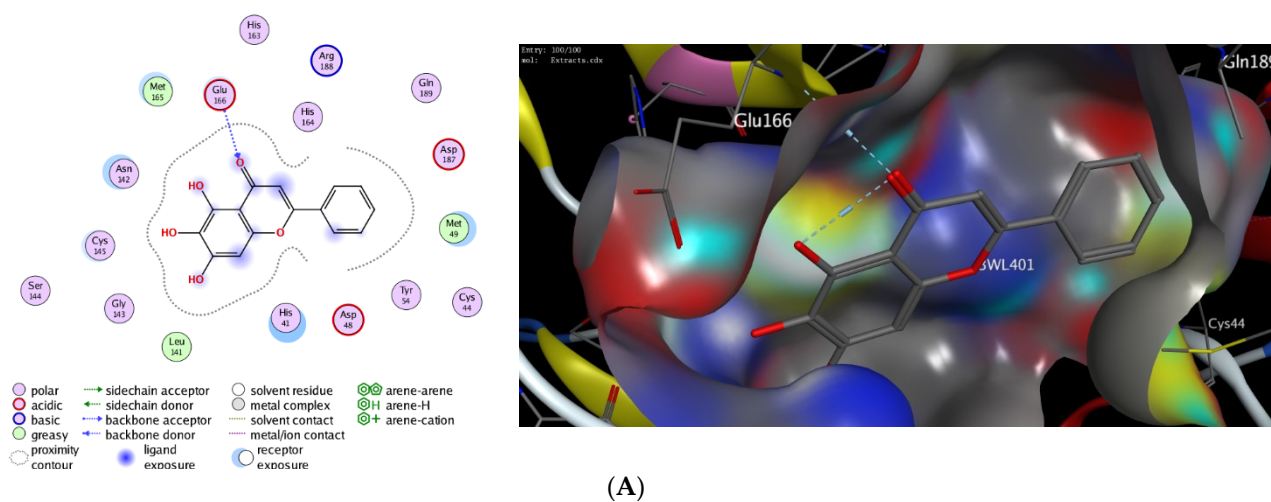 His
163
Arg
188
Met
165
Glu
166
Gln
189
His
164
Asp
187
Asn
142
O
OH
HO
HO
O
Met
49
Cys
145
Ser
144
Gly
143
His
41
Asp
48
Tyr
54
Cys
44
Leu
141
polar
acidic
basic
greasy
proximity
contour
sidechain acceptor
sidechain donor
backbone acceptor
backbone donor
ligand
exposure
solvent residue
metal complex
solvent contact
metal/ion contact
receptor
exposure
arene-arene
H arene-H
+ arene-cation
Entry: 100/100
mol: Extracts.cdx
Gln189
Glu166
BWL401
Cys44
(A)